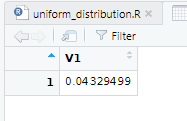 uniform_distribution.R
Filter
V1
1 0.04329499